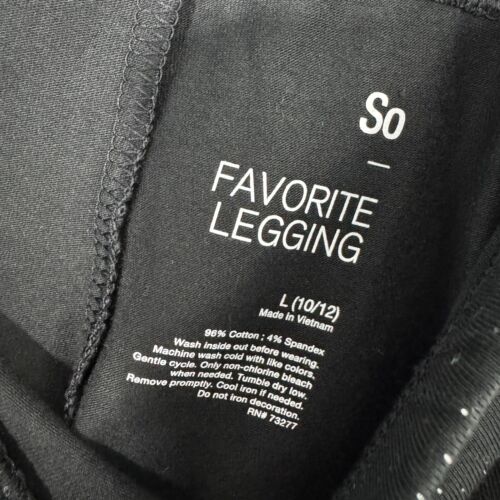 So
FAVORITE
LEGGING
L (10/12)
Made in Vietnam
96% Cotton ; 4% Spandex
Wash inside out before wearing.
Machine wash cold with like colors.
Gentle cycle. Only non-chlorine bleach
when needed. Tumble dry low.
Remove promptly. Cool iron if needed.
Do not iron decoration.
RN# 73277